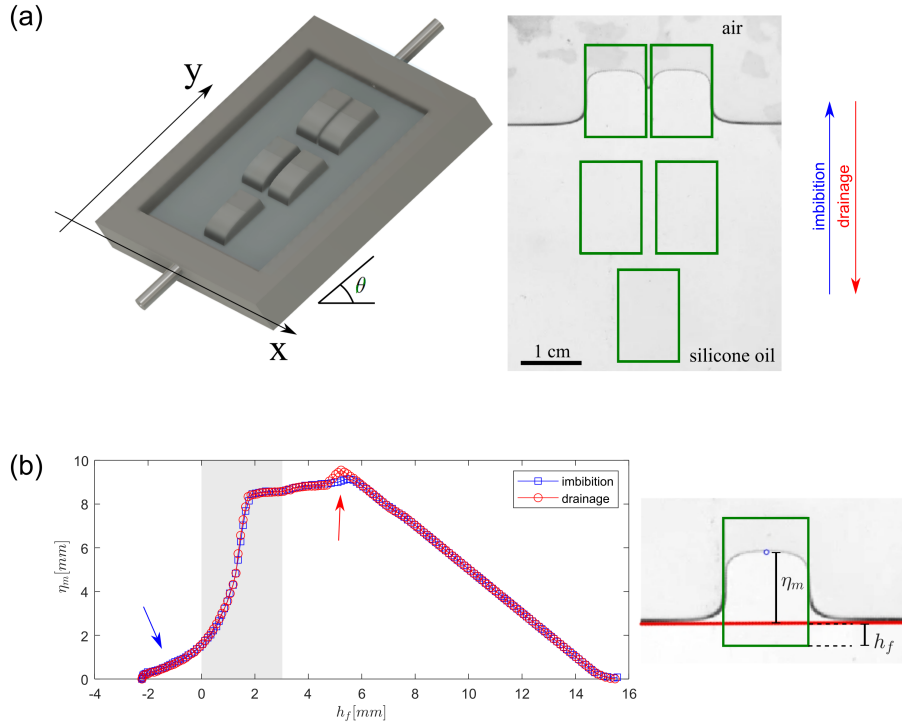 (a)
y
x
θ
air
silicone oil
1 cm
imbibition
drainage
(b)
10
8
6
4
2
0
η_m[mm]
-4
-2
0
2
4
6
8
10
12
14
16
h_f[mm]
imbibition
drainage
η_m
h_f